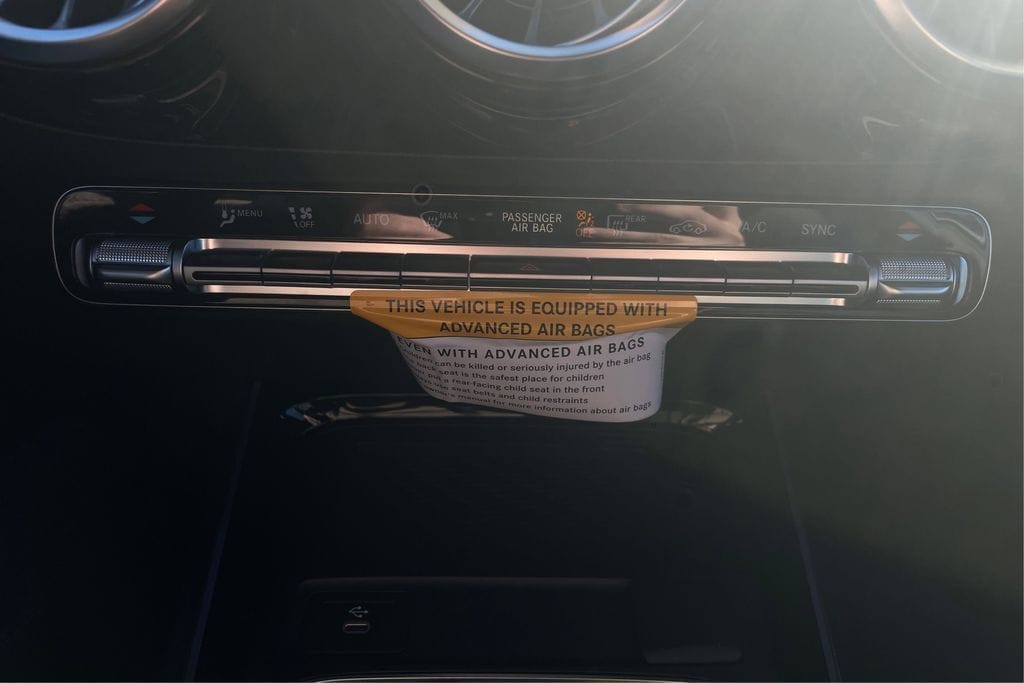 MENU
OFF
AUTO
MAX
PASSENGER
AIR BAG
OFF
REAR
A/C
SYNC
THIS VEHICLE IS EQUIPPED WITH
ADVANCED AIR BAGS
EVEN WITH ADVANCED AIR BAGS
can be killed or seriously injured by the air bag
back seat is the safest place for children
put a rear-facing child seat in the front
use seat belts and child restraints
manual for more information about air bags